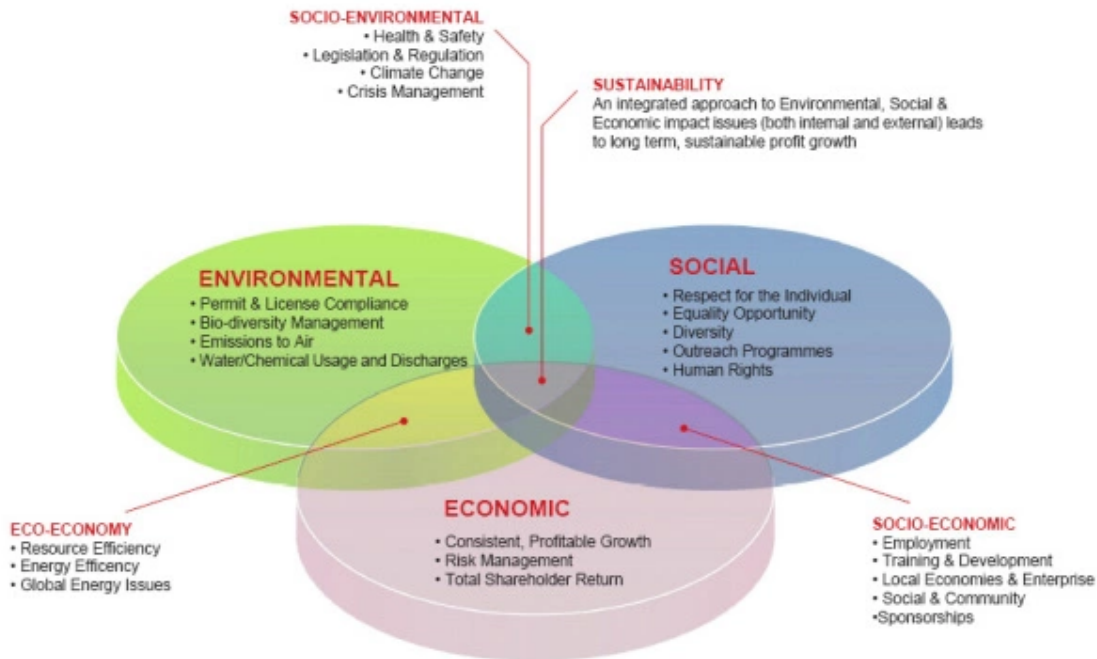 SOCIO-ENVIRONMENTAL
• Health & Safety
• Legislation & Regulation
• Climate Change
• Crisis Management
SUSTAINABILITY
An integrated approach to Environmental, Social &
Economic impact issues (both internal and external) leads
to long term, sustainable profit growth
ENVIRONMENTAL
• Permit & License Compliance
• Bio-diversity Management
• Emissions to Air
• Water/Chemical Usage and Discharges
SOCIAL
• Respect for the Individual
• Equality Opportunity
• Diversity
• Outreach Programmes
• Human Rights
ECO-ECONOMY
• Resource Efficiency
• Energy Efficency
• Global Energy Issues
ECONOMIC
• Consistent, Profitable Growth
• Risk Management
• Total Shareholder Return
SOCIO-ECONOMIC
• Employment
• Training & Development
• Local Economies & Enterprise
• Social & Community
•Sponsorships